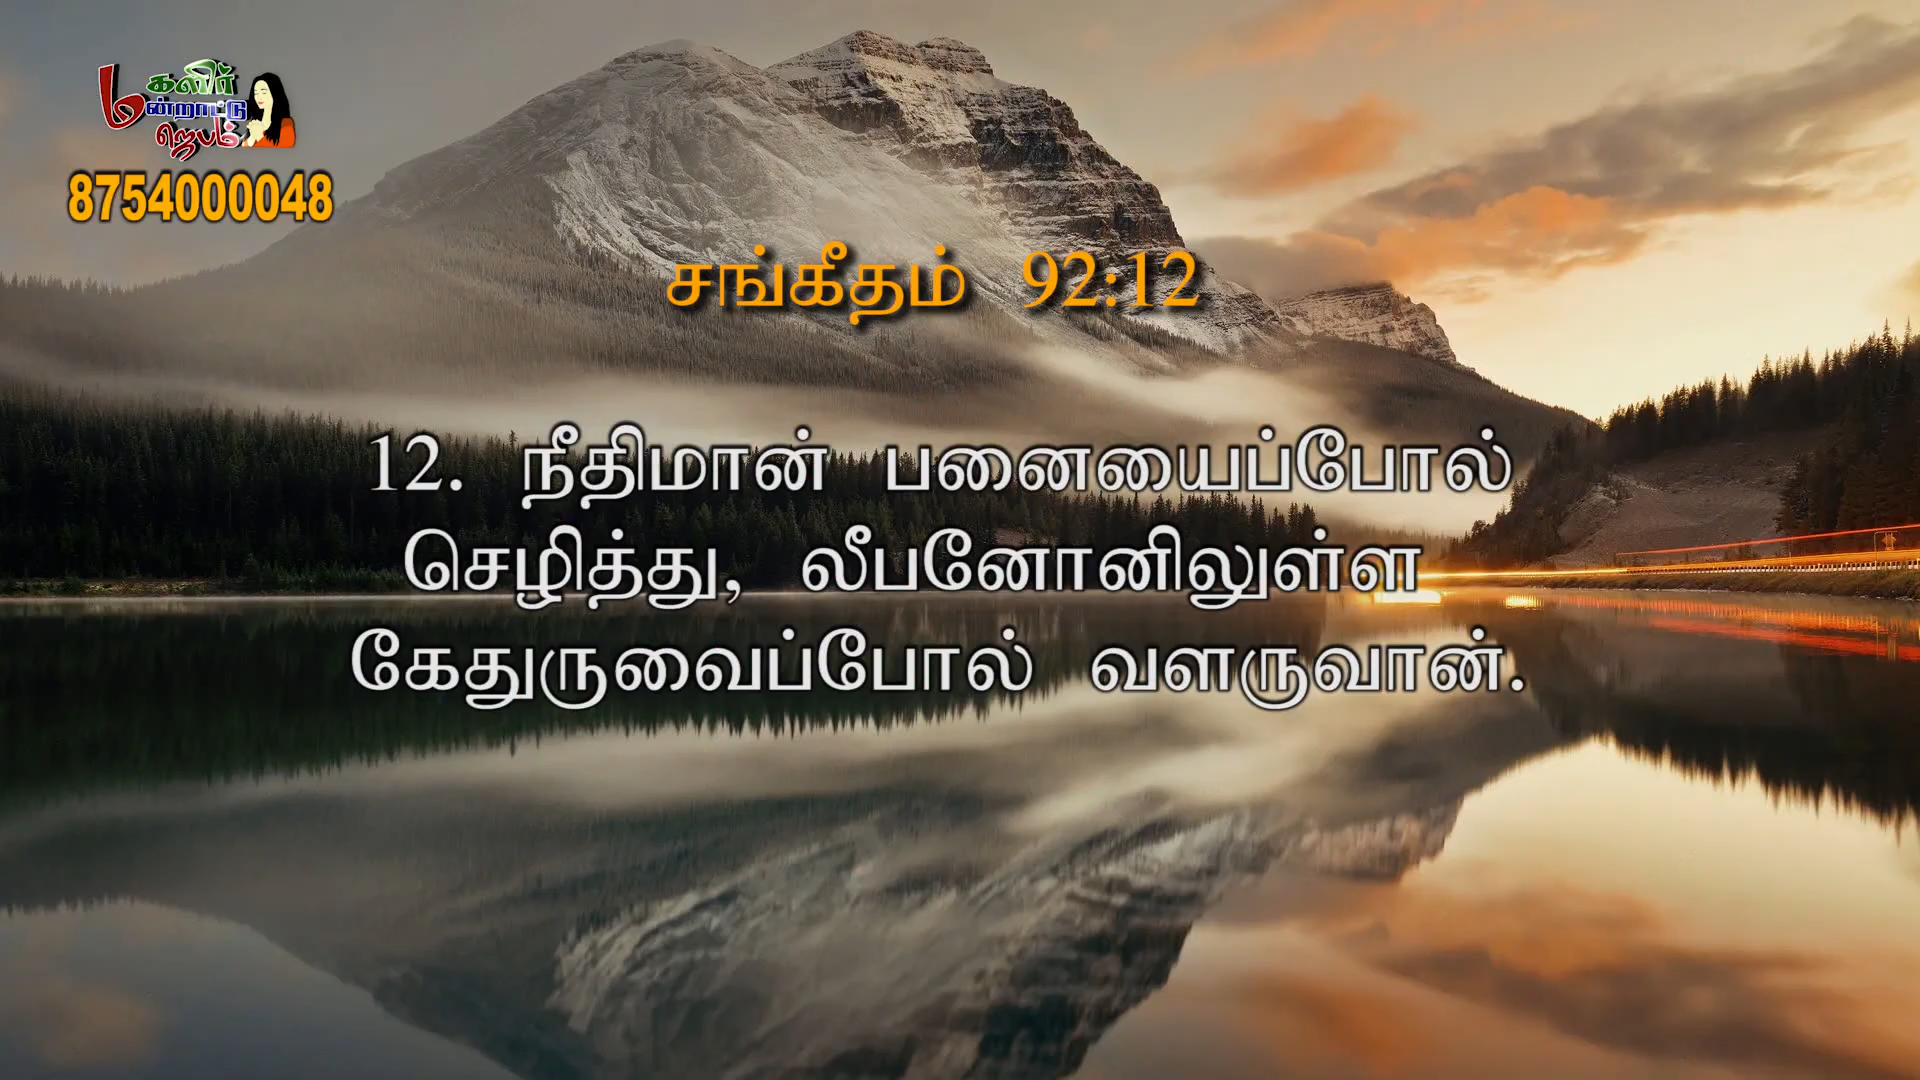 மகளிர்
மன்றாட்டு
ஜெபம்
8754000048
சங்கீதம் 92:12
12. நீதிமான் பனையைப்போல்
செழித்து, லீபனோனிலுள்ள
கேதுருவைப்போல் வளருவான்.